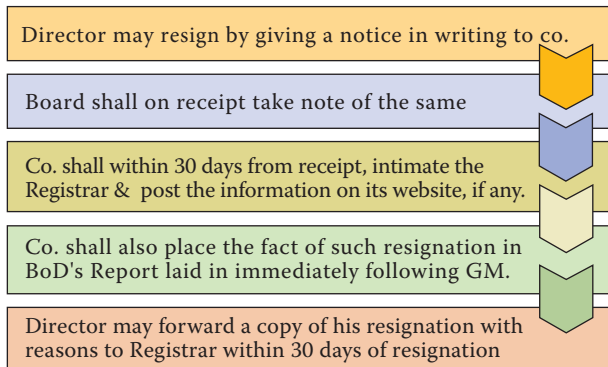 Director may resign by giving a notice in writing to co.
Board shall on receipt take note of the same
Co. shall within 30 days from receipt, intimate the
Registrar & post the information on its website, if any.
Co. shall also place the fact of such resignation in
BoD's Report laid in immediately following GM.
Director may forward a copy of his resignation with
reasons to Registrar within 30 days of resignation